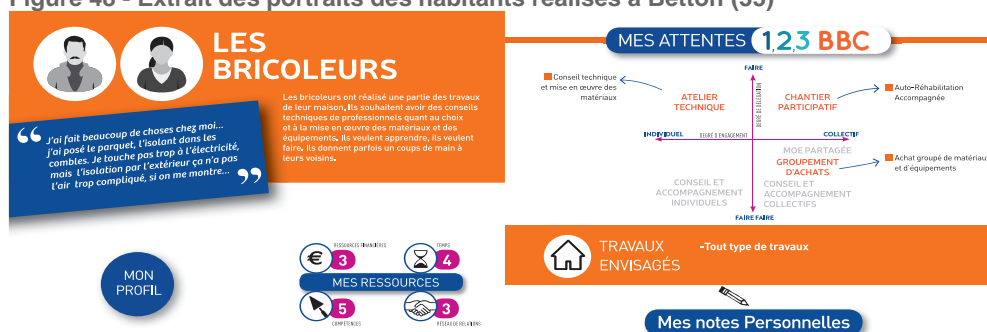 Figure 46 - Extrait des portraits des habitants réalisés à Betton (35)
LES
BRICOLEURS
Les bricoleurs ont réalisé une partie des travaux
de leur maison. Ils souhaitent avoir des conseils
techniques de professionnels quant au choix
et à la mise en œuvre des matériaux et des
équipements. Ils veulent apprendre, ils veulent
faire. Ils donnent parfois un coups de main à
leurs voisins.
“ J'ai fait beaucoup de choses chez moi...
j'ai posé le parquet, l'isolant dans les
combles. Je touche pas trop à l'électricité,
mais l'isolation par l'extérieur ça n'a pas
l'air trop compliqué, si on me montre... ”
MON
PROFIL
RESSOURCES FINANCIÈRES
€ 3
TEMPS
4
MES RESSOURCES
5
COMPÉTENCES
3
RÉSEAU DE RELATIONS
MES ATTENTES 1,2,3 BBC
Conseil technique
et mise en œuvre des
matériaux
FAIRE
ATELIER
TECHNIQUE
DEGRÉ DE DÉLÉGATION
CHANTIER
PARTICIPATIF
Auto-Réhabilitation
Accompagnée
INDIVIDUEL
DEGRÉ D'ENGAGEMENT
COLLECTIF
MOE PARTAGÉE
GROUPEMENT
D'ACHATS
Achat groupé de matériau
et d'équipements
CONSEIL ET
ACCOMPAGNEMENT
INDIVIDUELS
CONSEIL ET
ACCOMPAGNEMENT
COLLECTIFS
FAIRE FAIRE
TRAVAUX
ENVISAGÉS
-Tout type de travaux
Mes notes Personnelles